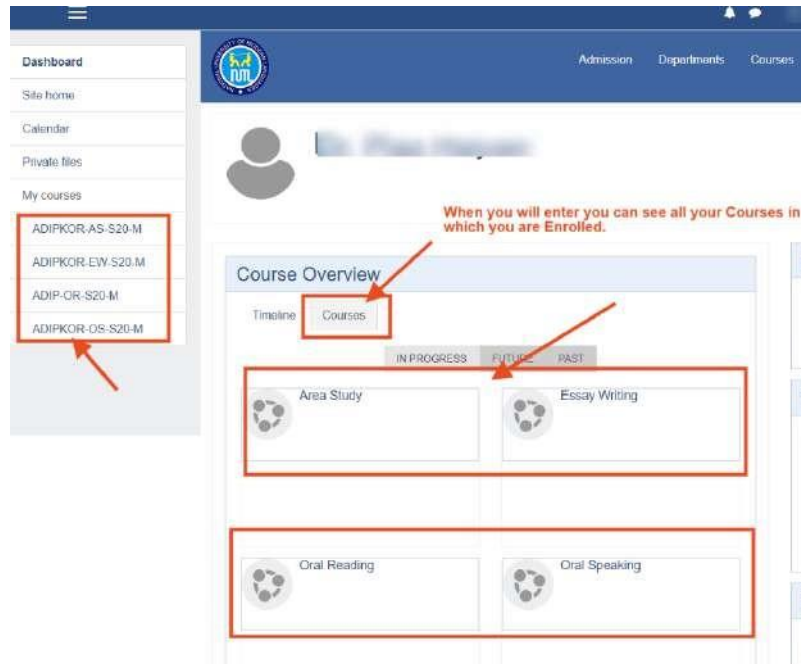 Admission Departments Courses
Dashboard
Site home
Calendar
Private files
My courses
ADIPKOR-AS-S20-M
ADIPKOR-EW-S20-M
ADIP-OR-S20-M
ADIPKOR-OS-S20-M
When you will enter you can see all your Courses in
which you are Enrolled.
Course Overview
Timeline Courses
IN PROGRESS FUTURE PAST
Area Study Essay Writing
Oral Reading Oral Speaking